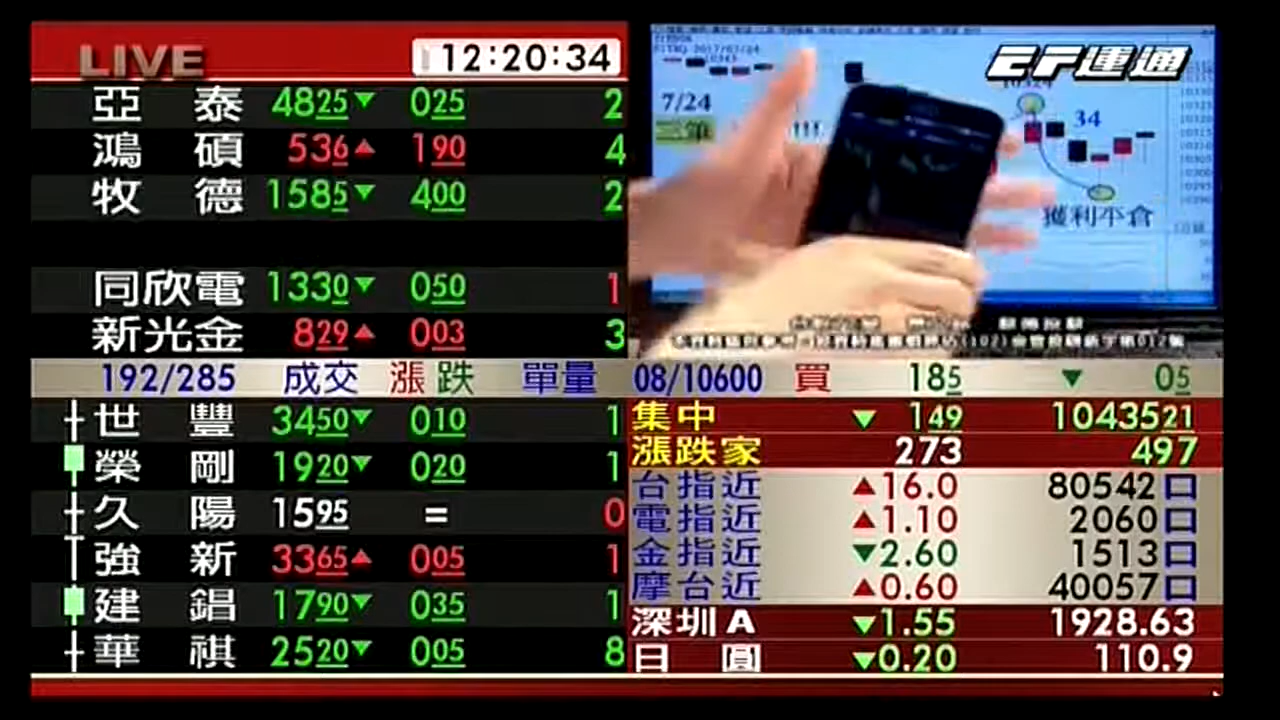 LIVE 12:20:34
亞泰 4825▼ 025 2
鴻碩 536▲ 190 4
牧德 1585▼ 400 2
同欣電 1330▼ 050 1
新光金 829▲ 003 3
192/285 成交 漲跌 單量
世豐 3450▼ 010 1
榮剛 1920▼ 020 1
久陽 1595 = 0
強新 3365▲ 005 1
建錩 1790▼ 035 1
華祺 2520▼ 005 8
運通
7/24
34
獲利平倉
08/10600 買 185 ▼ 05
集中 ▼ 149 1043521
漲跌家 273 497
台指近 ▲16.0 80542口
電指近 ▲1.10 2060口
金指近 ▼2.60 1513口
摩台近 ▲0.60 40057口
深圳A ▼1.55 1928.63
日圓 ▼0.20 110.9